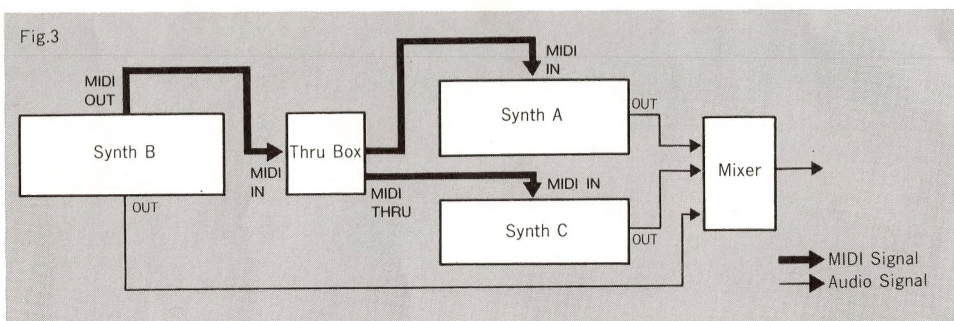 Fig.3
MIDI
OUT
Synth B
OUT
MIDI
IN
Thru Box
MIDI
THRU
MIDI
IN
Synth A
OUT
MIDI IN
Synth C
OUT
Mixer
MIDI Signal
Audio Signal